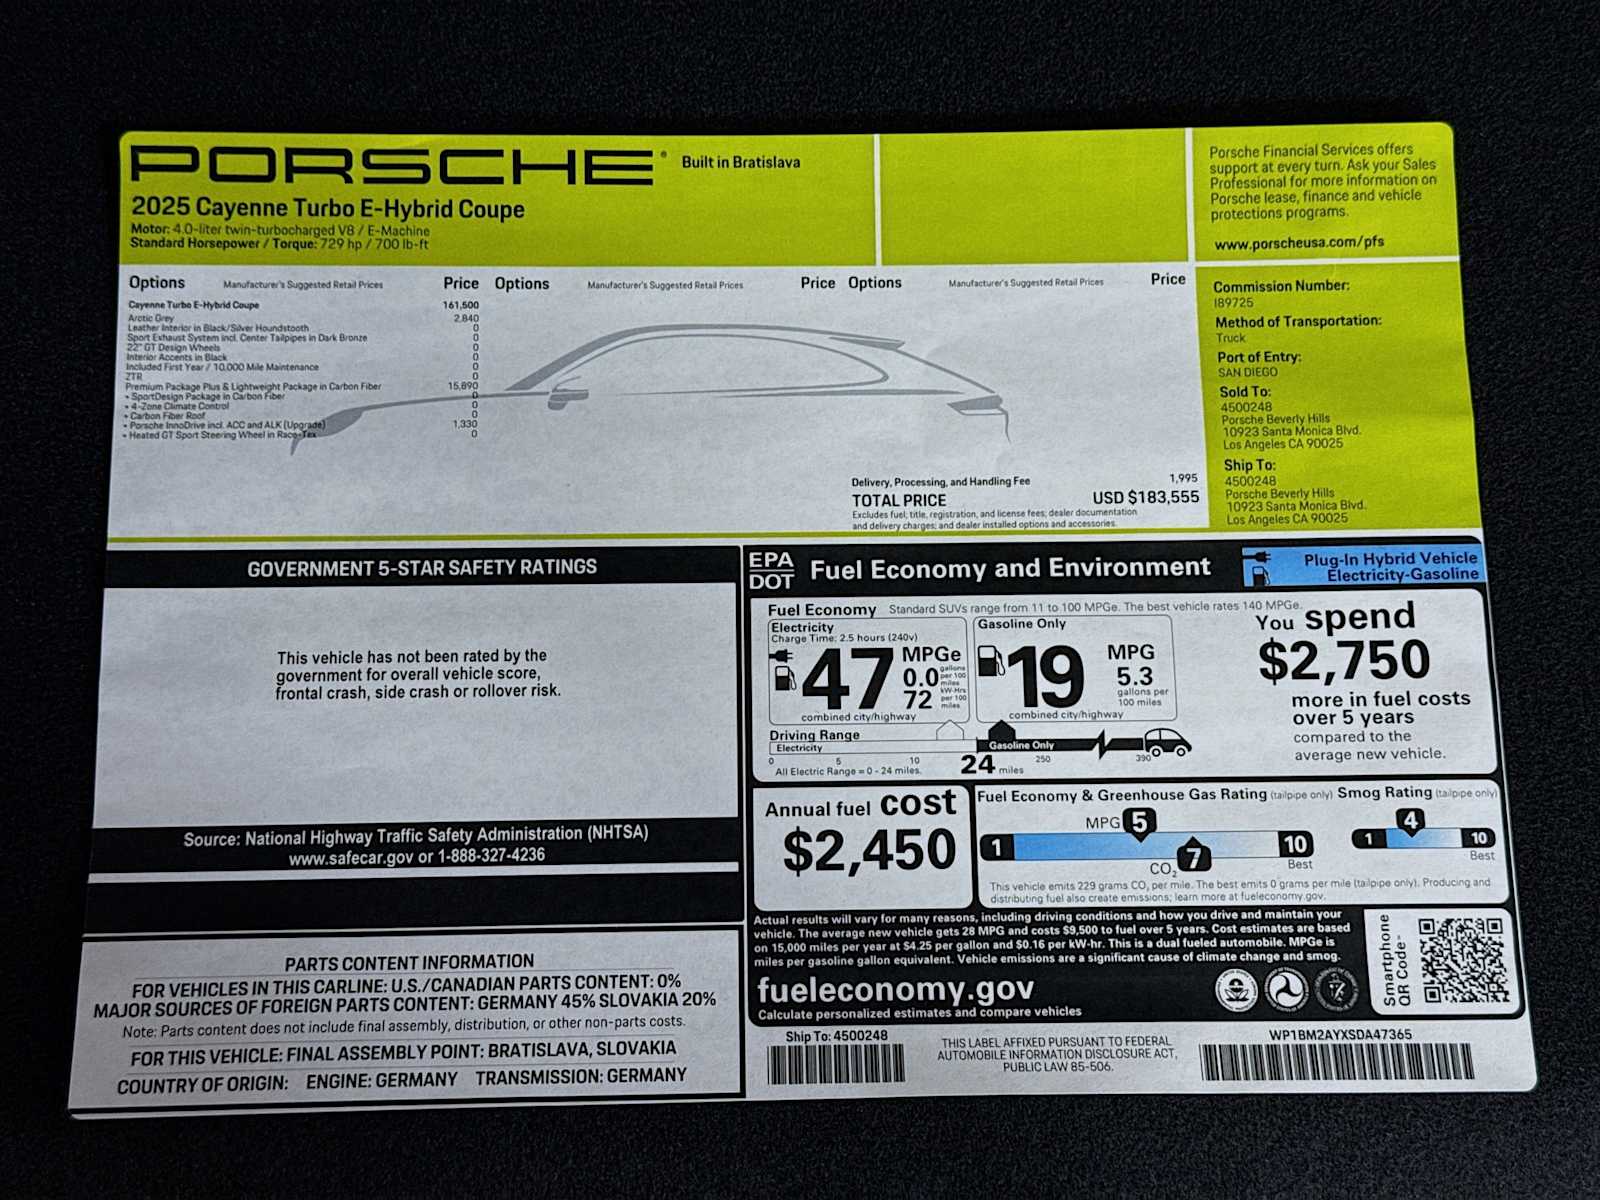 PORSCHE®
Built in Bratislava
2025 Cayenne Turbo E-Hybrid Coupe
Motor: 4.0-liter twin-turbocharged V8 / E-Machine
Standard Horsepower / Torque: 729 hp / 700 lb-ft
Porsche Financial Services offers
support at every turn. Ask your Sales
Professional for more information on
Porsche lease, finance and vehicle
protections programs.
www.porscheusa.com/pfs
Options Manufacturer's Suggested Retail Prices Price
Options Manufacturer's Suggested Retail Prices Price
Options Manufacturer's Suggested Retail Prices Price
Cayenne Turbo E-Hybrid Coupe 161,500
Arctic Grey 2,840
Leather Interior in Black/Silver Houndstooth 0
Sport Exhaust System incl. Center Tailpipes in Dark Bronze 0
22" GT Design Wheels 0
Interior Accents in Black 0
Included First Year / 10,000 Mile Maintenance 0
ZTR 0
Premium Package Plus & Lightweight Package in Carbon Fiber 15,890
• SportDesign Package in Carbon Fiber 0
• 4-Zone Climate Control 0
• Carbon Fiber Roof 0
• Porsche InnoDrive incl. ACC and ALK (Upgrade) 1,330
• Heated GT Sport Steering Wheel in Race-Tex 0
Delivery, Processing, and Handling Fee 1,995
TOTAL PRICE USD $183,555
Excludes fuel; title, registration, and license fees; dealer documentation
and delivery charges; and dealer installed options and accessories.
Commission Number:
I89725
Method of Transportation:
Truck
Port of Entry:
SAN DIEGO
Sold To:
4500248
Porsche Beverly Hills
10923 Santa Monica Blvd.
Los Angeles CA 90025
Ship To:
4500248
Porsche Beverly Hills
10923 Santa Monica Blvd.
Los Angeles CA 90025
GOVERNMENT 5-STAR SAFETY RATINGS
This vehicle has not been rated by the
government for overall vehicle score,
frontal crash, side crash or rollover risk.
Source: National Highway Traffic Safety Administration (NHTSA)
www.safecar.gov or 1-888-327-4236
PARTS CONTENT INFORMATION
FOR VEHICLES IN THIS CARLINE: U.S./CANADIAN PARTS CONTENT: 0%
MAJOR SOURCES OF FOREIGN PARTS CONTENT: GERMANY 45% SLOVAKIA 20%
Note: Parts content does not include final assembly, distribution, or other non-parts costs.
FOR THIS VEHICLE: FINAL ASSEMBLY POINT: BRATISLAVA, SLOVAKIA
COUNTRY OF ORIGIN: ENGINE: GERMANY TRANSMISSION: GERMANY
EPA
DOT
Fuel Economy and Environment
Plug-In Hybrid Vehicle
Electricity-Gasoline
Fuel Economy Standard SUVs range from 11 to 100 MPGe. The best vehicle rates 140 MPGe.
Electricity
Charge Time: 2.5 hours (240v)
47 MPGe
0.0 gallons per 100 miles
72 kW-Hrs per 100 miles
combined city/highway
Gasoline Only
19 MPG
5.3
gallons per
100 miles
combined city/highway
Driving Range
Electricity
Gasoline Only
0 5 10 24 miles 250 390
All Electric Range = 0 - 24 miles.
You spend
$2,750
more in fuel costs
over 5 years
compared to the
average new vehicle.
Annual fuel cost
$2,450
Fuel Economy & Greenhouse Gas Rating (tailpipe only)
MPG 5
1 10
Best
CO2 7
Smog Rating (tailpipe only)
4
1 10
Best
This vehicle emits 229 grams CO2 per mile. The best emits 0 grams per mile (tailpipe only). Producing and
distributing fuel also create emissions; learn more at fueleconomy.gov.
Actual results will vary for many reasons, including driving conditions and how you drive and maintain your
vehicle. The average new vehicle gets 28 MPG and costs $9,500 to fuel over 5 years. Cost estimates are based
on 15,000 miles per year at $4.25 per gallon and $0.16 per kW-hr. This is a dual fueled automobile. MPGe is
miles per gasoline gallon equivalent. Vehicle emissions are a significant cause of climate change and smog.
fueleconomy.gov
Calculate personalized estimates and compare vehicles
Smartphone
QR Code™
Ship To: 4500248
THIS LABEL AFFIXED PURSUANT TO FEDERAL
AUTOMOBILE INFORMATION DISCLOSURE ACT,
PUBLIC LAW 85-506.
WP1BM2AYXSDA47365